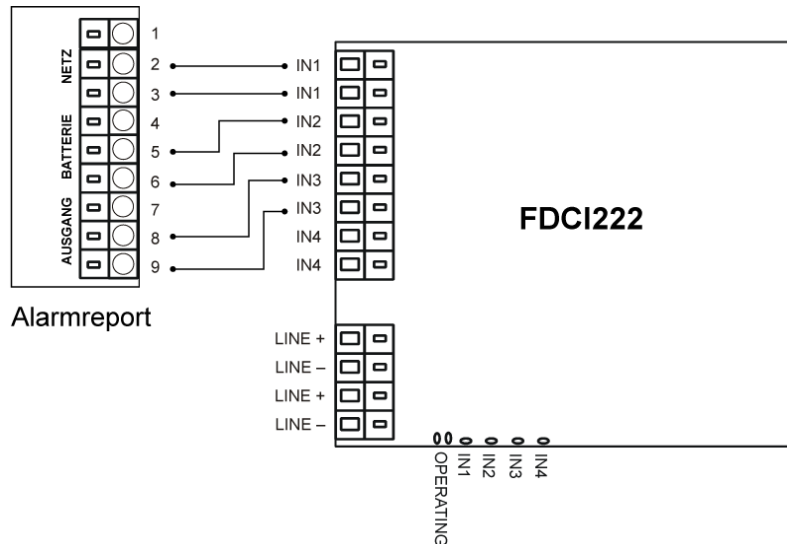 NETZ
BATTERIE
AUSGANG
1
2
3
4
5
6
7
8
9
Alarmreport
IN1
IN1
IN2
IN2
IN3
IN3
IN4
IN4
FDCI222
LINE +
LINE –
LINE +
LINE –
OPERATING
IN1
IN2
IN3
IN4